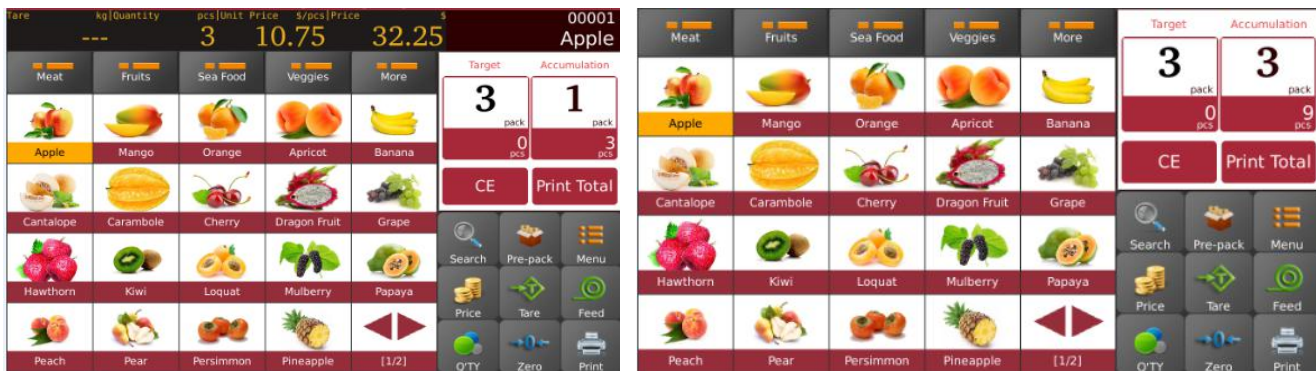 Tare kg|Quantity pcs|Unit Price $/pcs|Price $
--- 3 10.75 32.25
00001
Apple
Meat Fruits Sea Food Veggies More
Target Accumulation
3 1
pack pack
0 3
pcs pcs
Apple Mango Orange Apricot Banana
CE Print Total
Cantalope Carambole Cherry Dragon Fruit Grape
Search Pre-pack Menu
Hawthorn Kiwi Loquat Mulberry Papaya
Price Tare Feed
Peach Pear Persimmon Pineapple [1/2]
Q'TY Zero Print
Meat Fruits Sea Food Veggies More
Target Accumulation
3 3
pack pack
0 9
pcs pcs
Apple Mango Orange Apricot Banana
CE Print Total
Cantalope Carambole Cherry Dragon Fruit Grape
Search Pre-pack Menu
Hawthorn Kiwi Loquat Mulberry Papaya
Price Tare Feed
Peach Pear Persimmon Pineapple [1/2]
Q'TY Zero Print